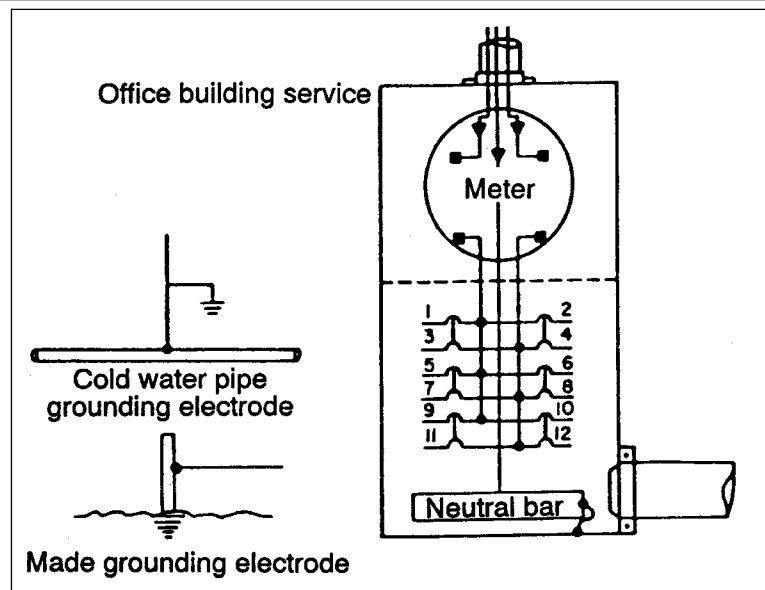 Office building service
Meter
1 2
3 4
5 6
7 8
9 10
11 12
Cold water pipe
grounding electrode
Neutral bar
Made grounding electrode